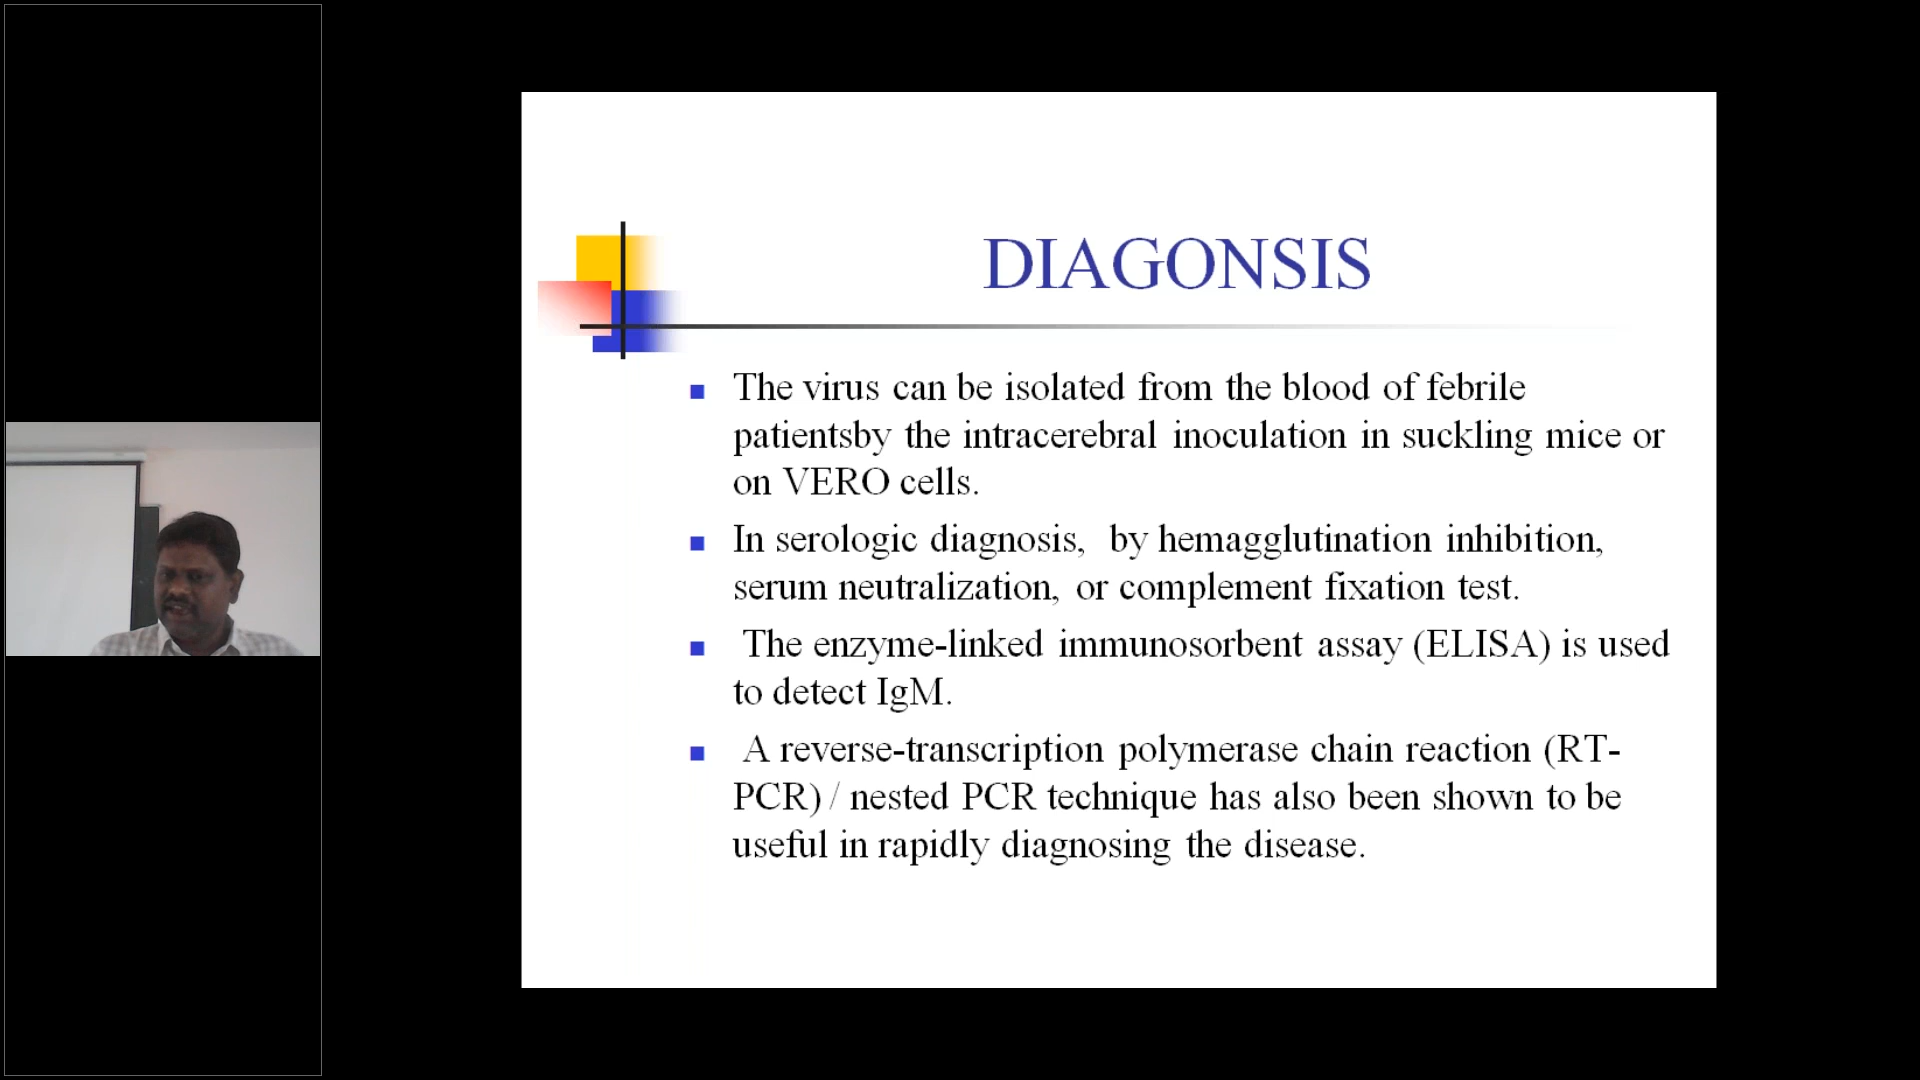 DIAGONSIS
The virus can be isolated from the blood of febrile
patientsby the intracerebral inoculation in suckling mice or
on VERO cells.
In serologic diagnosis, by hemagglutination inhibition,
serum neutralization, or complement fixation test.
The enzyme-linked immunosorbent assay (ELISA) is used
to detect IgM.
A reverse-transcription polymerase chain reaction (RT-
PCR) / nested PCR technique has also been shown to be
useful in rapidly diagnosing the disease.